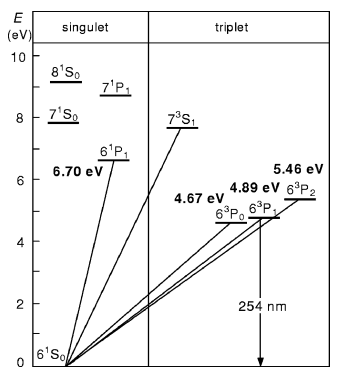 E
(eV)
singulet
triplet
10
8
6
4
2
0
8¹S₀
7¹P₁
7¹S₀
7³S₁
6¹P₁
6.70 eV
5.46 eV
4.67 eV
4.89 eV
6³P₂
6³P₀
6³P₁
254 nm
6¹S₀